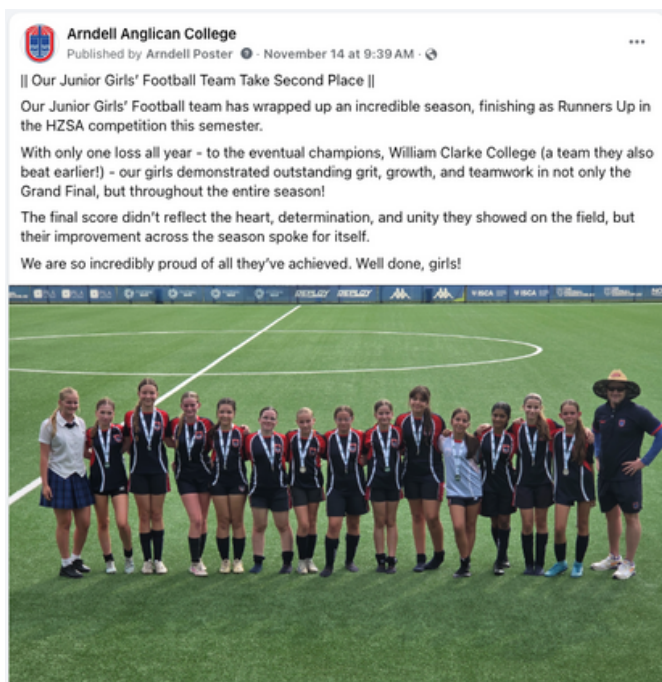 Arndell Anglican College
Published by Arndell Poster · November 14 at 9:39 AM ·
|| Our Junior Girls' Football Team Take Second Place ||
Our Junior Girls' Football team has wrapped up an incredible season, finishing as Runners Up in
the HZSA competition this semester.
With only one loss all year - to the eventual champions, William Clarke College (a team they also
beat earlier!) - our girls demonstrated outstanding grit, growth, and teamwork in not only the
Grand Final, but throughout the entire season!
The final score didn't reflect the heart, determination, and unity they showed on the field, but
their improvement across the season spoke for itself.
We are so incredibly proud of all they've achieved. Well done, girls!
DEPLOY DEPLOY ISCA ISCA